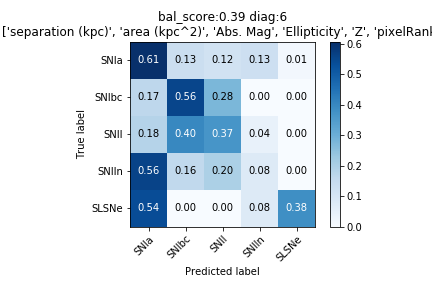 bal_score:0.39 diag:6
['separation (kpc)', 'area (kpc^2)', 'Abs. Mag', 'Ellipticity', 'Z', 'pixelRank
SNIa 0.61 0.13 0.12 0.13 0.01
SNIbc 0.17 0.56 0.28 0.00 0.00
SNII 0.18 0.40 0.37 0.04 0.00
SNIIn 0.56 0.16 0.20 0.08 0.00
SLSNe 0.54 0.00 0.00 0.08 0.38
True label
SNIa SNIbc SNII SNIIn SLSNe
Predicted label
0.6
0.5
0.4
0.3
0.2
0.1
0.0